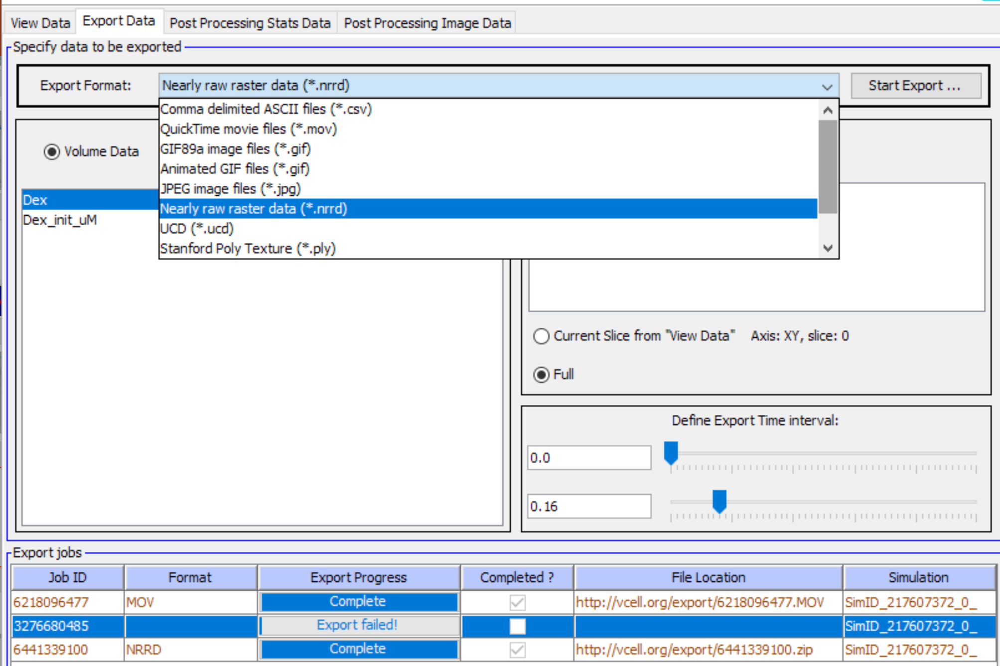 View Data Export Data Post Processing Stats Data Post Processing Image Data
Specify data to be exported
Export Format: Nearly raw raster data (*.nrrd) Start Export ...
Comma delimited ASCII files (*.csv)
QuickTime movie files (*.mov)
GIF89a image files (*.gif)
Animated GIF files (*.gif)
JPEG image files (*.jpg)
Nearly raw raster data (*.nrrd)
UCD (*.ucd)
Stanford Poly Texture (*.ply)
Volume Data
Dex
Dex_init_uM
Current Slice from "View Data" Axis: XY, slice: 0
Full
Define Export Time interval:
0.0
0.16
Export jobs
Job ID Format Export Progress Completed ? File Location Simulation
6218096477 MOV Complete http://vcell.org/export/6218096477.MOV SimID_217607372_0_
3276680485 Export failed! SimID_217607372_0_
6441339100 NRRD Complete http://vcell.org/export/6441339100.zip SimID_217607372_0_